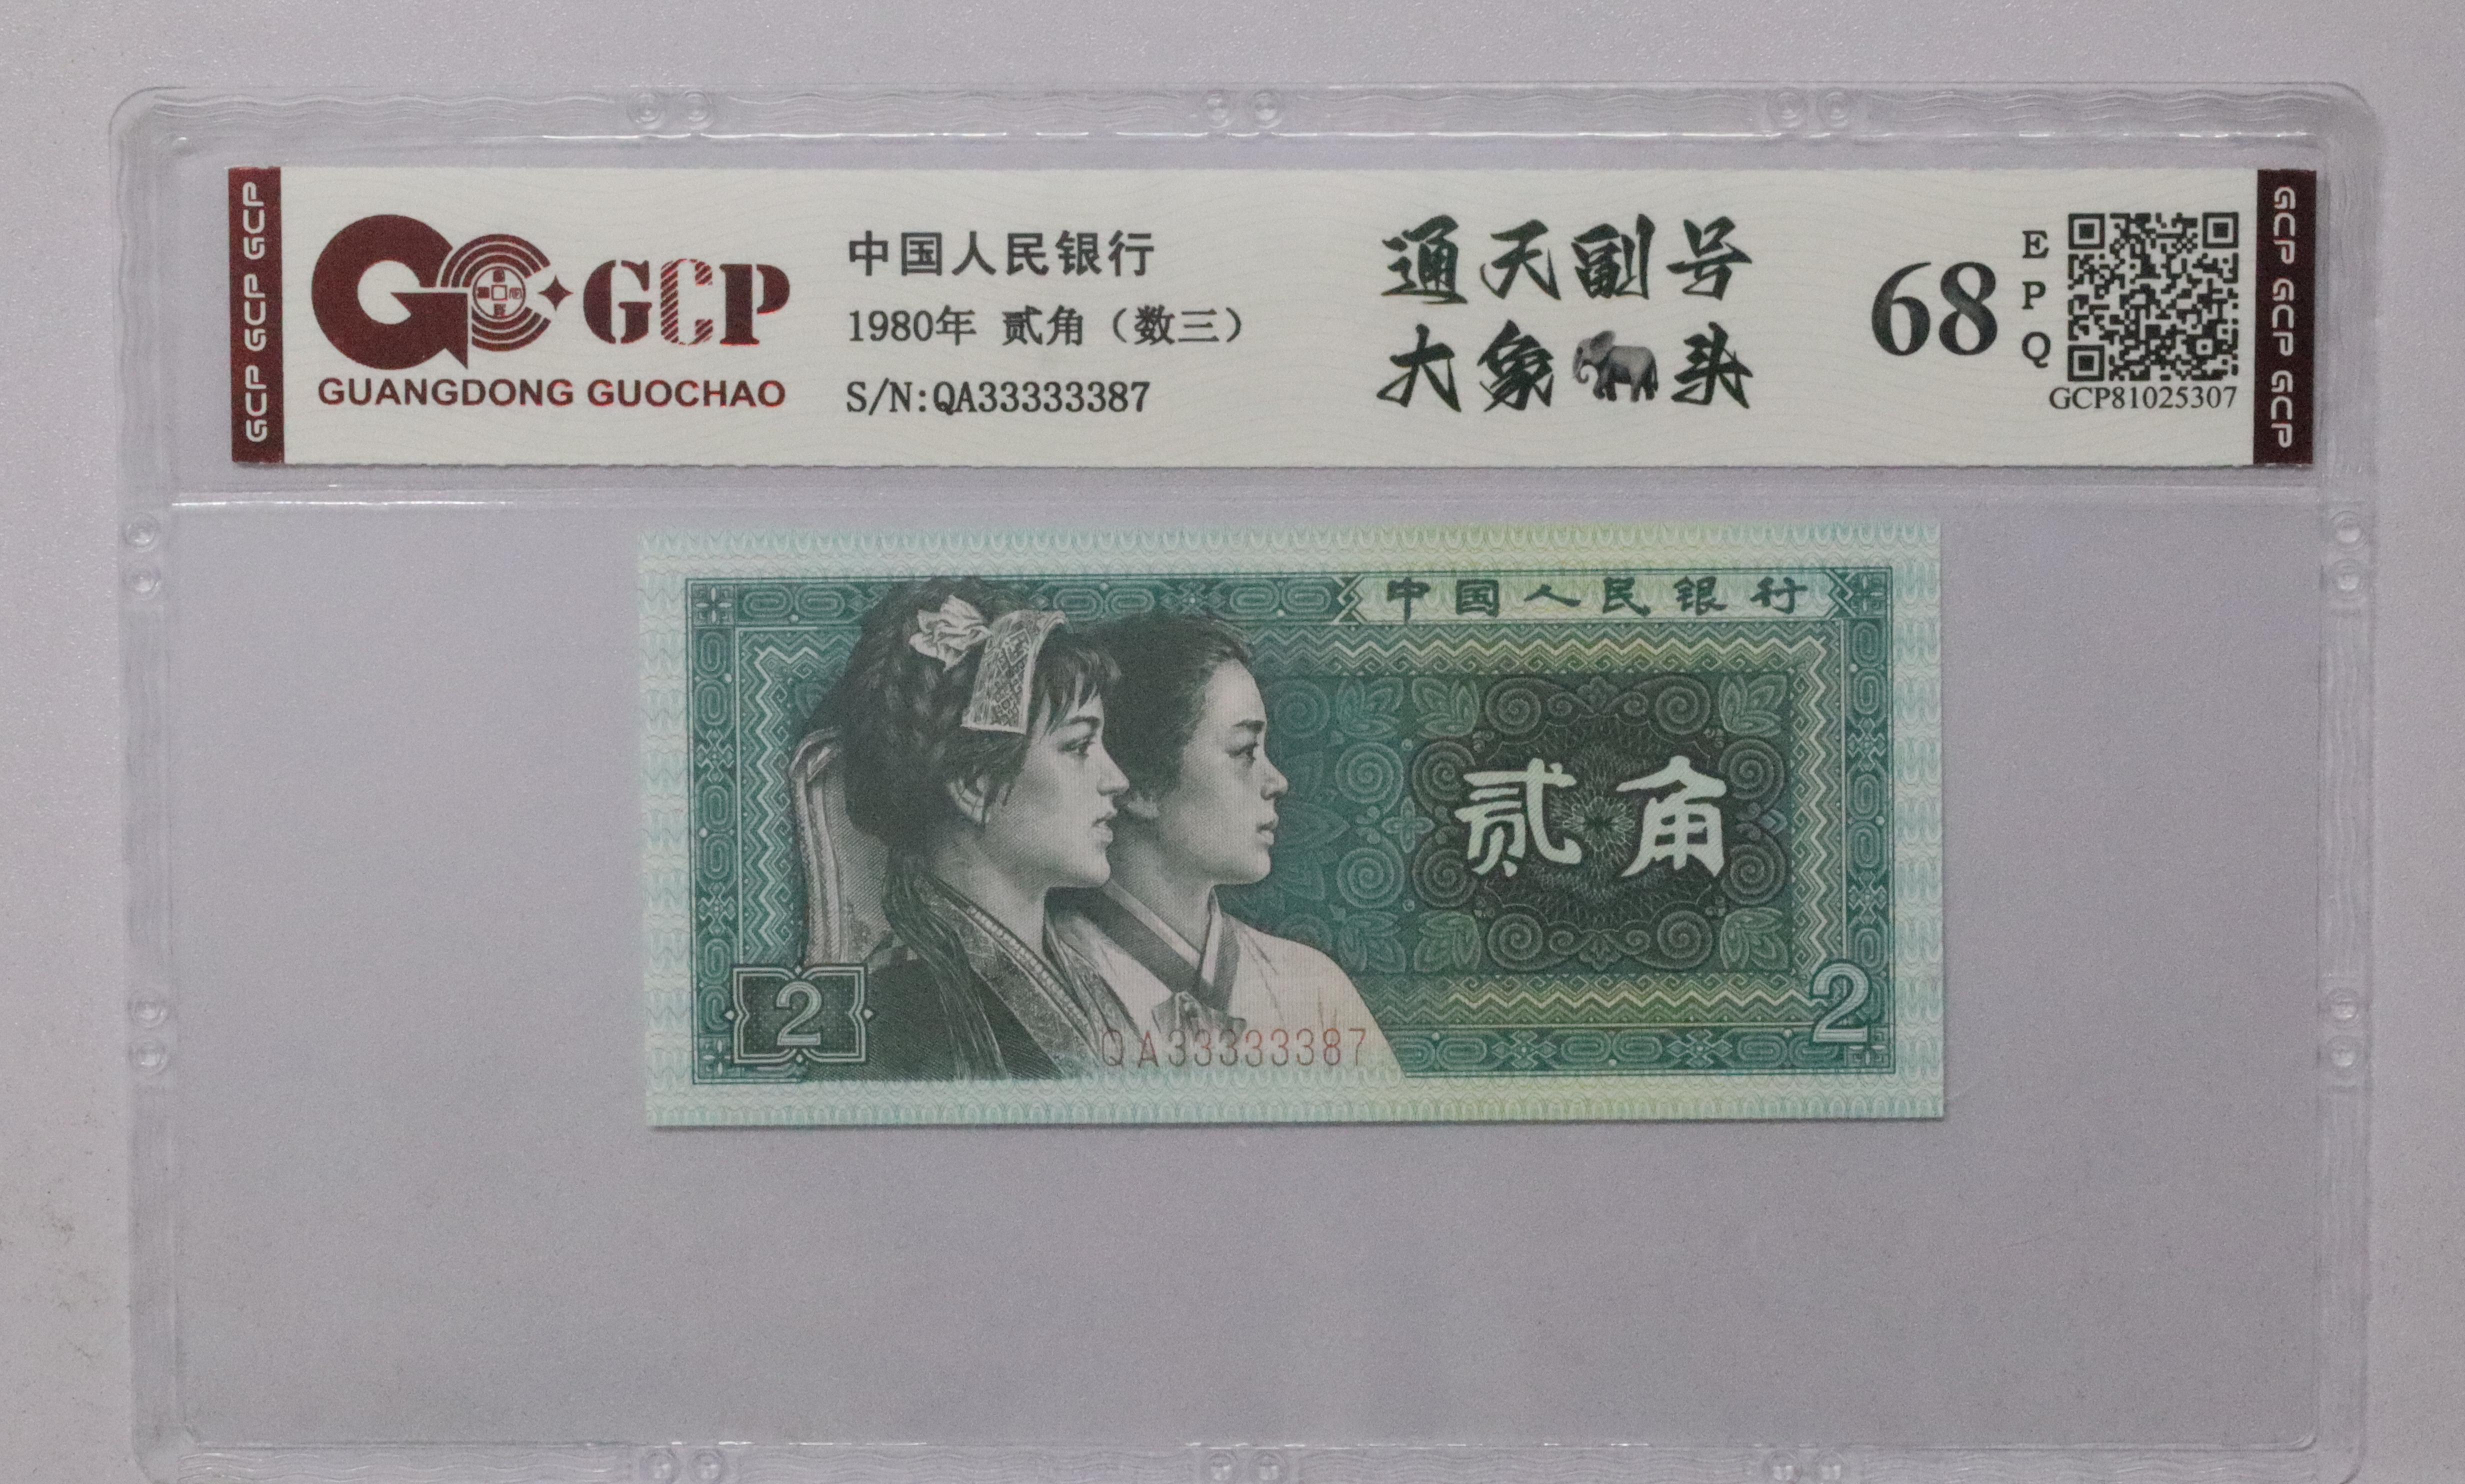 GCP GCP GCP
GCP
GUANGDONG GUOCHAO
中国人民银行
1980年 贰角（数三）
S/N:QA33333387
通天副号
大象头
68
EPQ
GCP81025307
GCP GCP GCP
中国人民银行
贰角
2
2
QA33333387